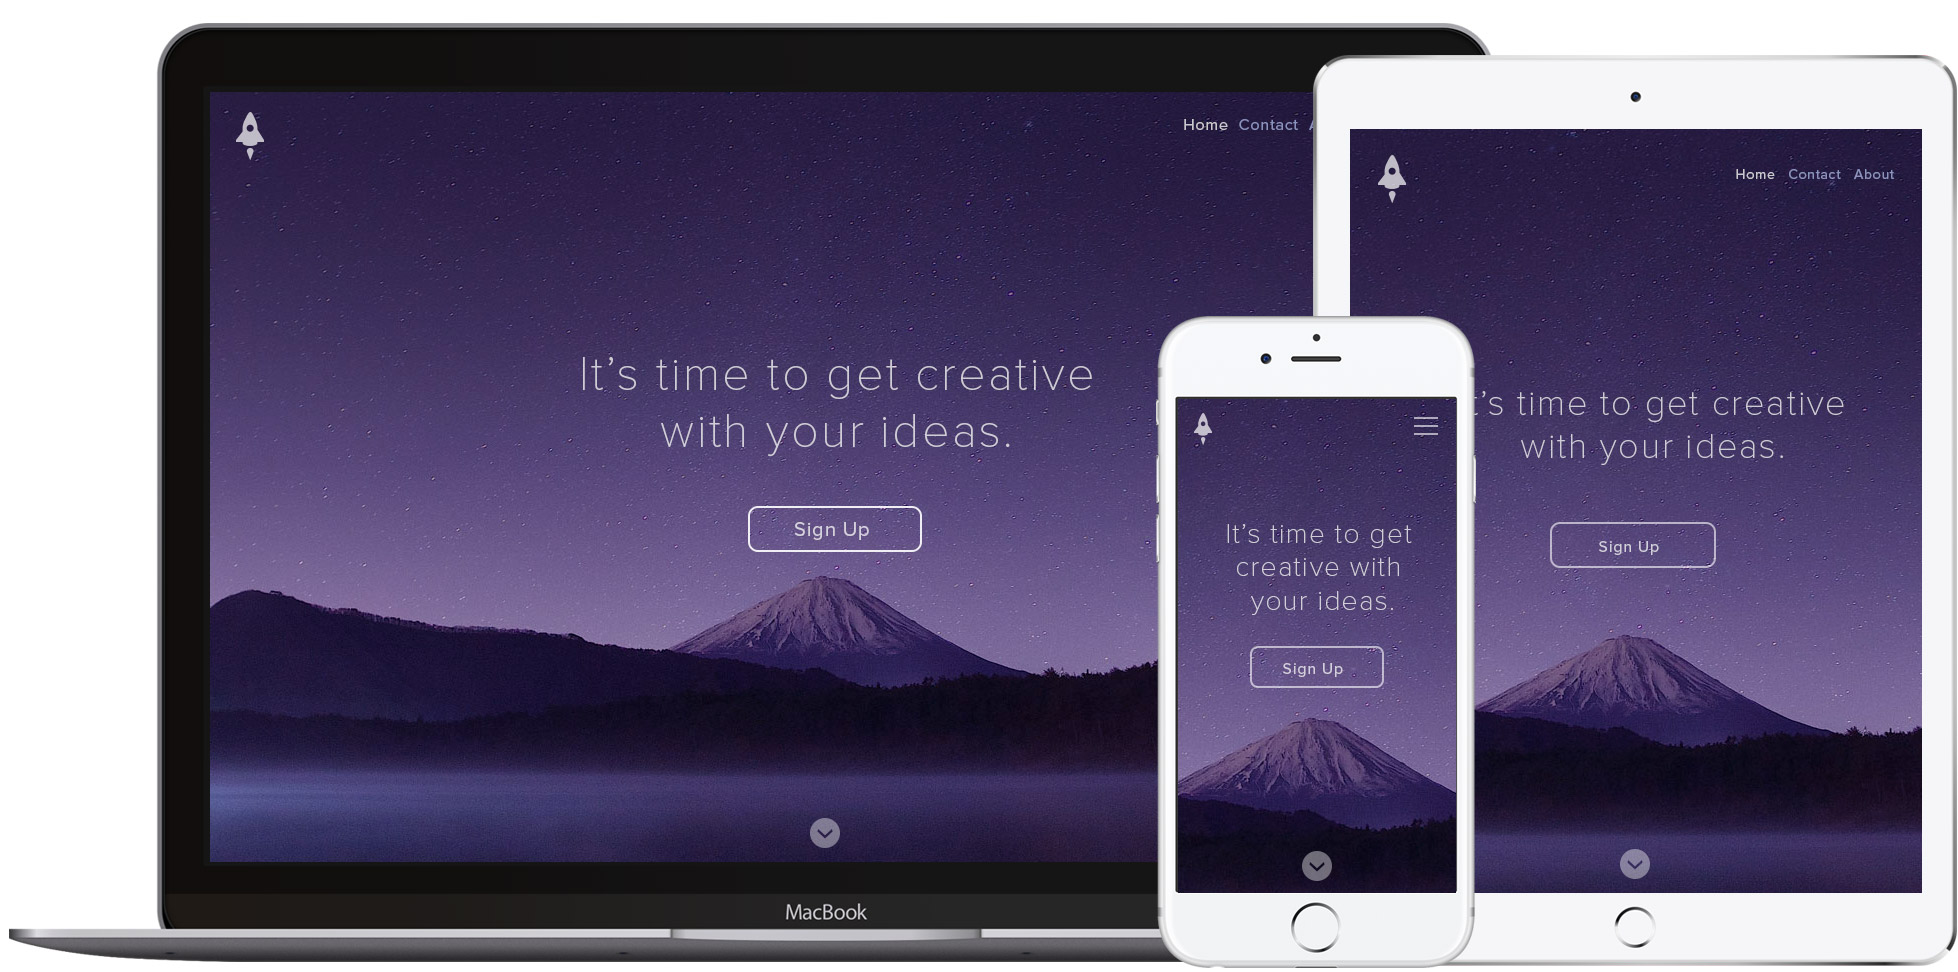 Home Contact
It’s time to get creative
with your ideas.
Sign Up
MacBook
It’s time to get
creative with
your ideas.
Sign Up
Home Contact About
’s time to get creative
with your ideas.
Sign Up